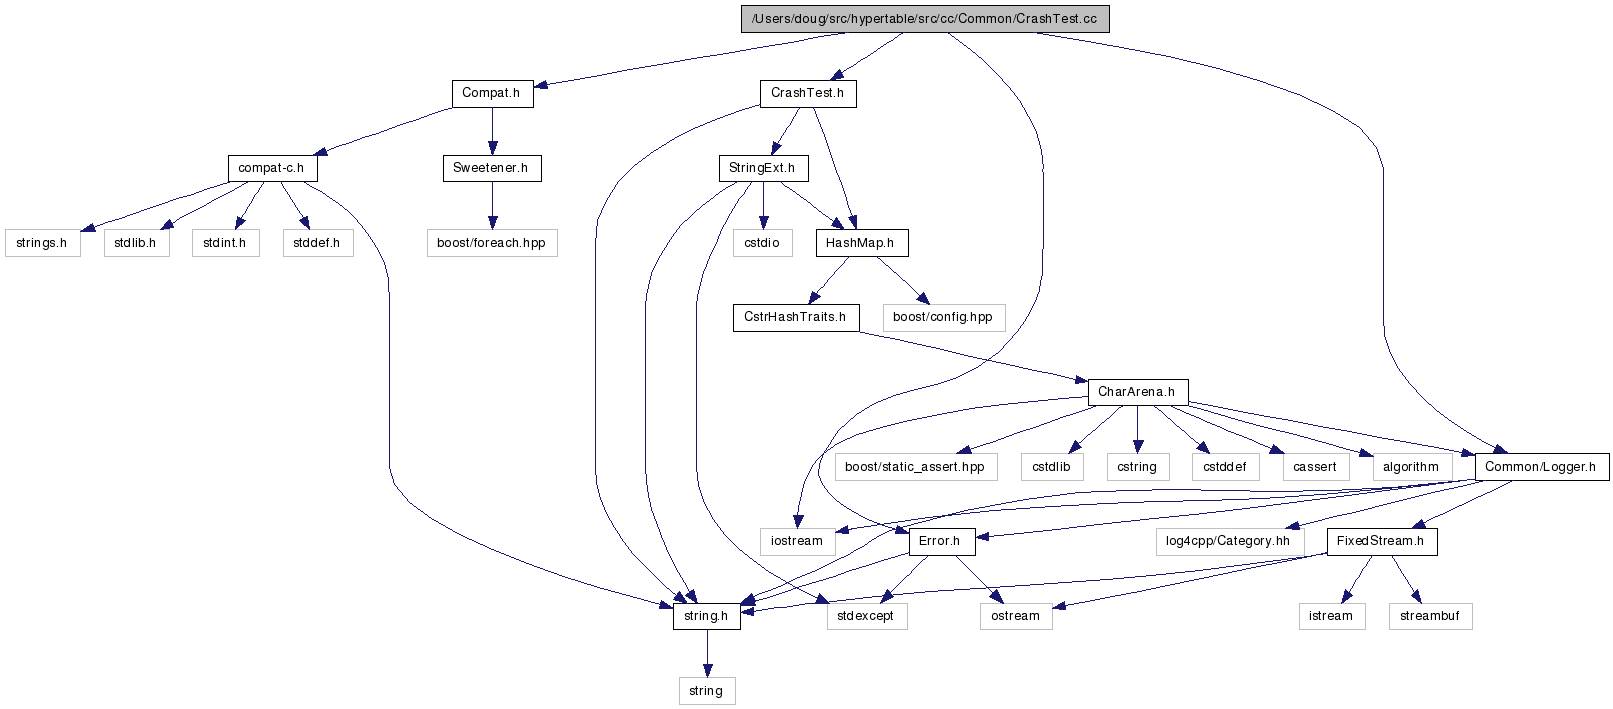 /Users/doug/src/hypertable/src/cc/Common/CrashTest.cc
Compat.h
CrashTest.h
compat-c.h
Sweetener.h
StringExt.h
strings.h
stdlib.h
stdint.h
stddef.h
boost/foreach.hpp
cstdio
HashMap.h
CstrHashTraits.h
boost/config.hpp
CharArena.h
boost/static_assert.hpp
cstdlib
cstring
cstddef
cassert
algorithm
Common/Logger.h
iostream
Error.h
log4cpp/Category.hh
FixedStream.h
string.h
stdexcept
ostream
istream
streambuf
string